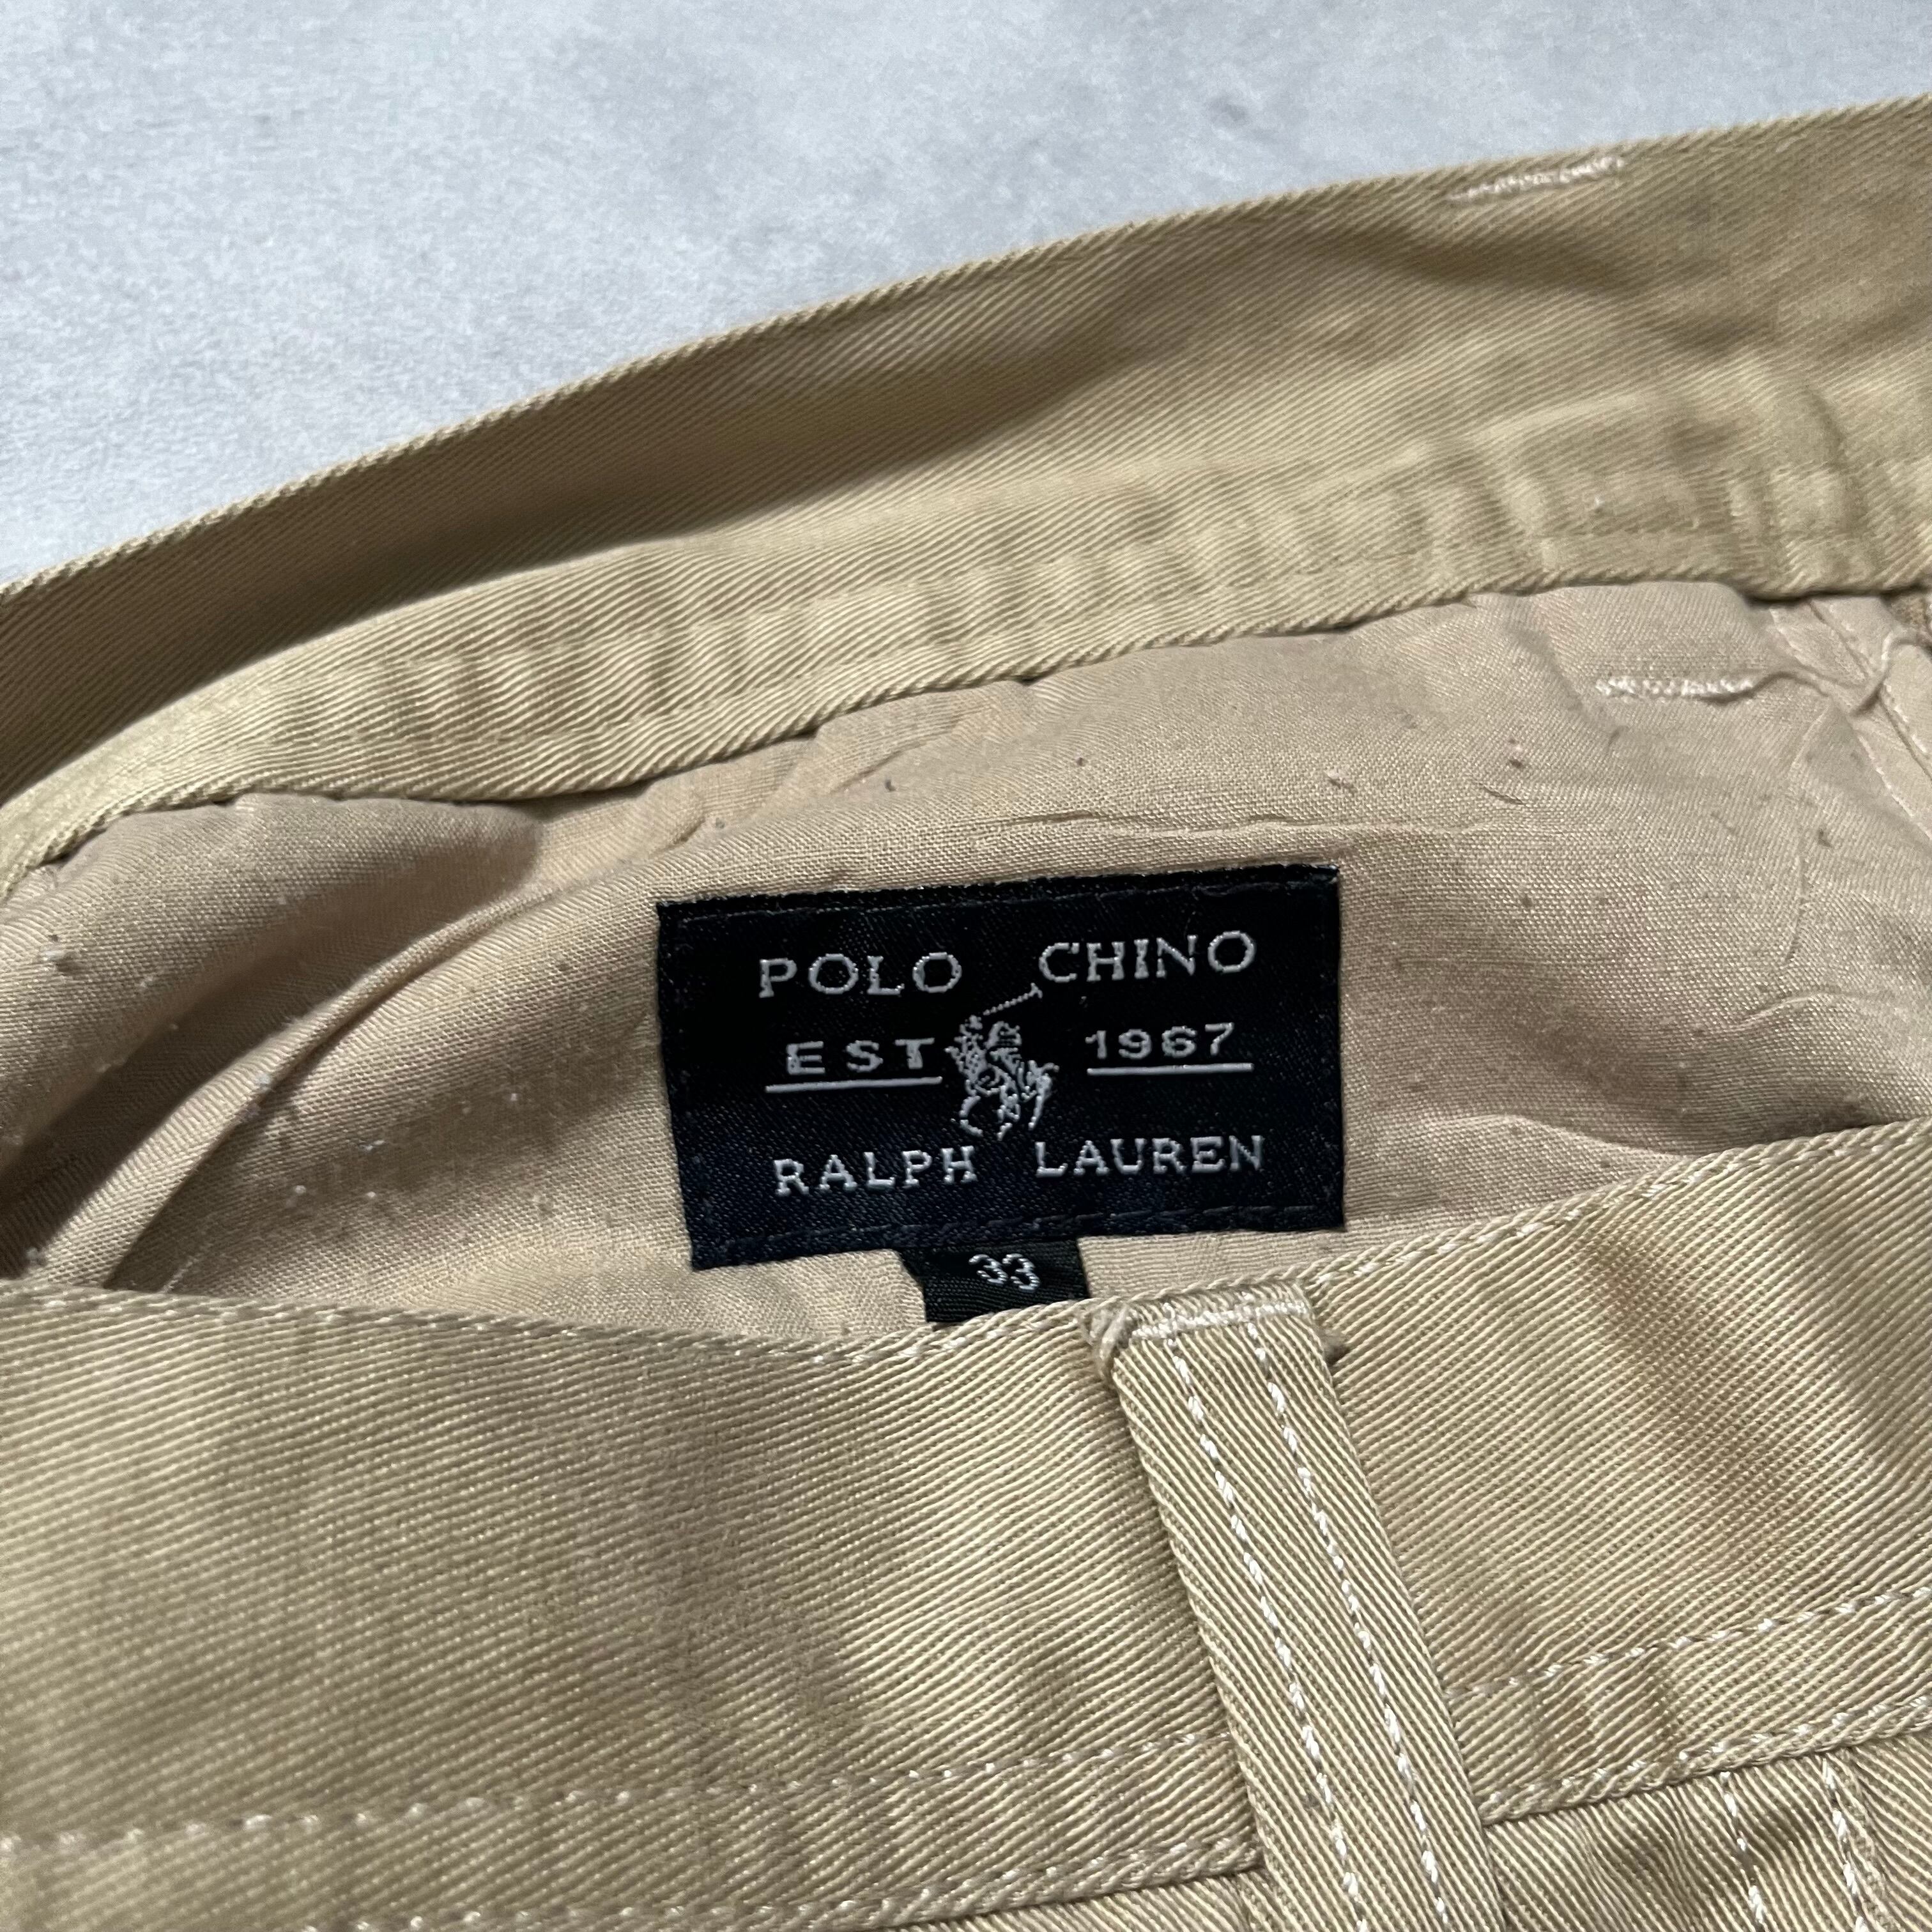 POLO CHINO
EST 1967
RALPH LAUREN
33